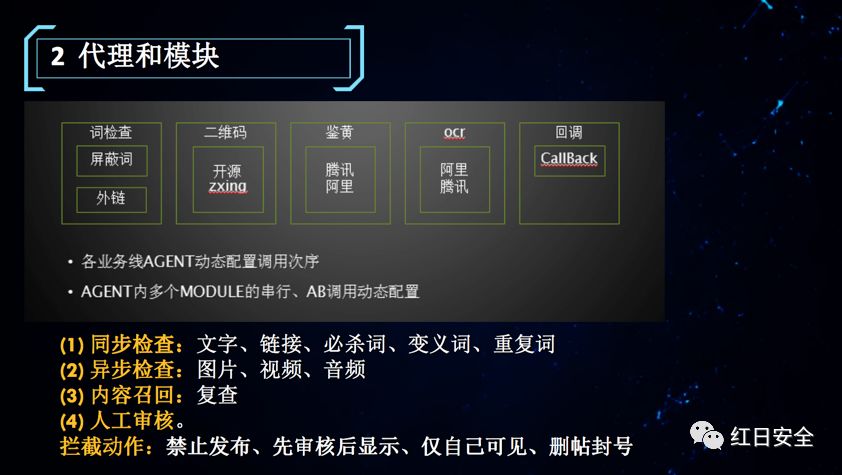 2 代理和模块
词检查
屏蔽词
外链
二维码
开源
zxing
鉴黄
腾讯
阿里
ocr
阿里
腾讯
回调
CallBack
• 各业务线AGENT动态配置调用次序
• AGENT内多个MODULE的串行、AB调用动态配置
(1) 同步检查：文字、链接、必杀词、变义词、重复词
(2) 异步检查：图片、视频、音频
(3) 内容召回：复查
(4) 人工审核。
拦截动作：禁止发布、先审核后显示、仅自己可见、删帖封号
红日安全